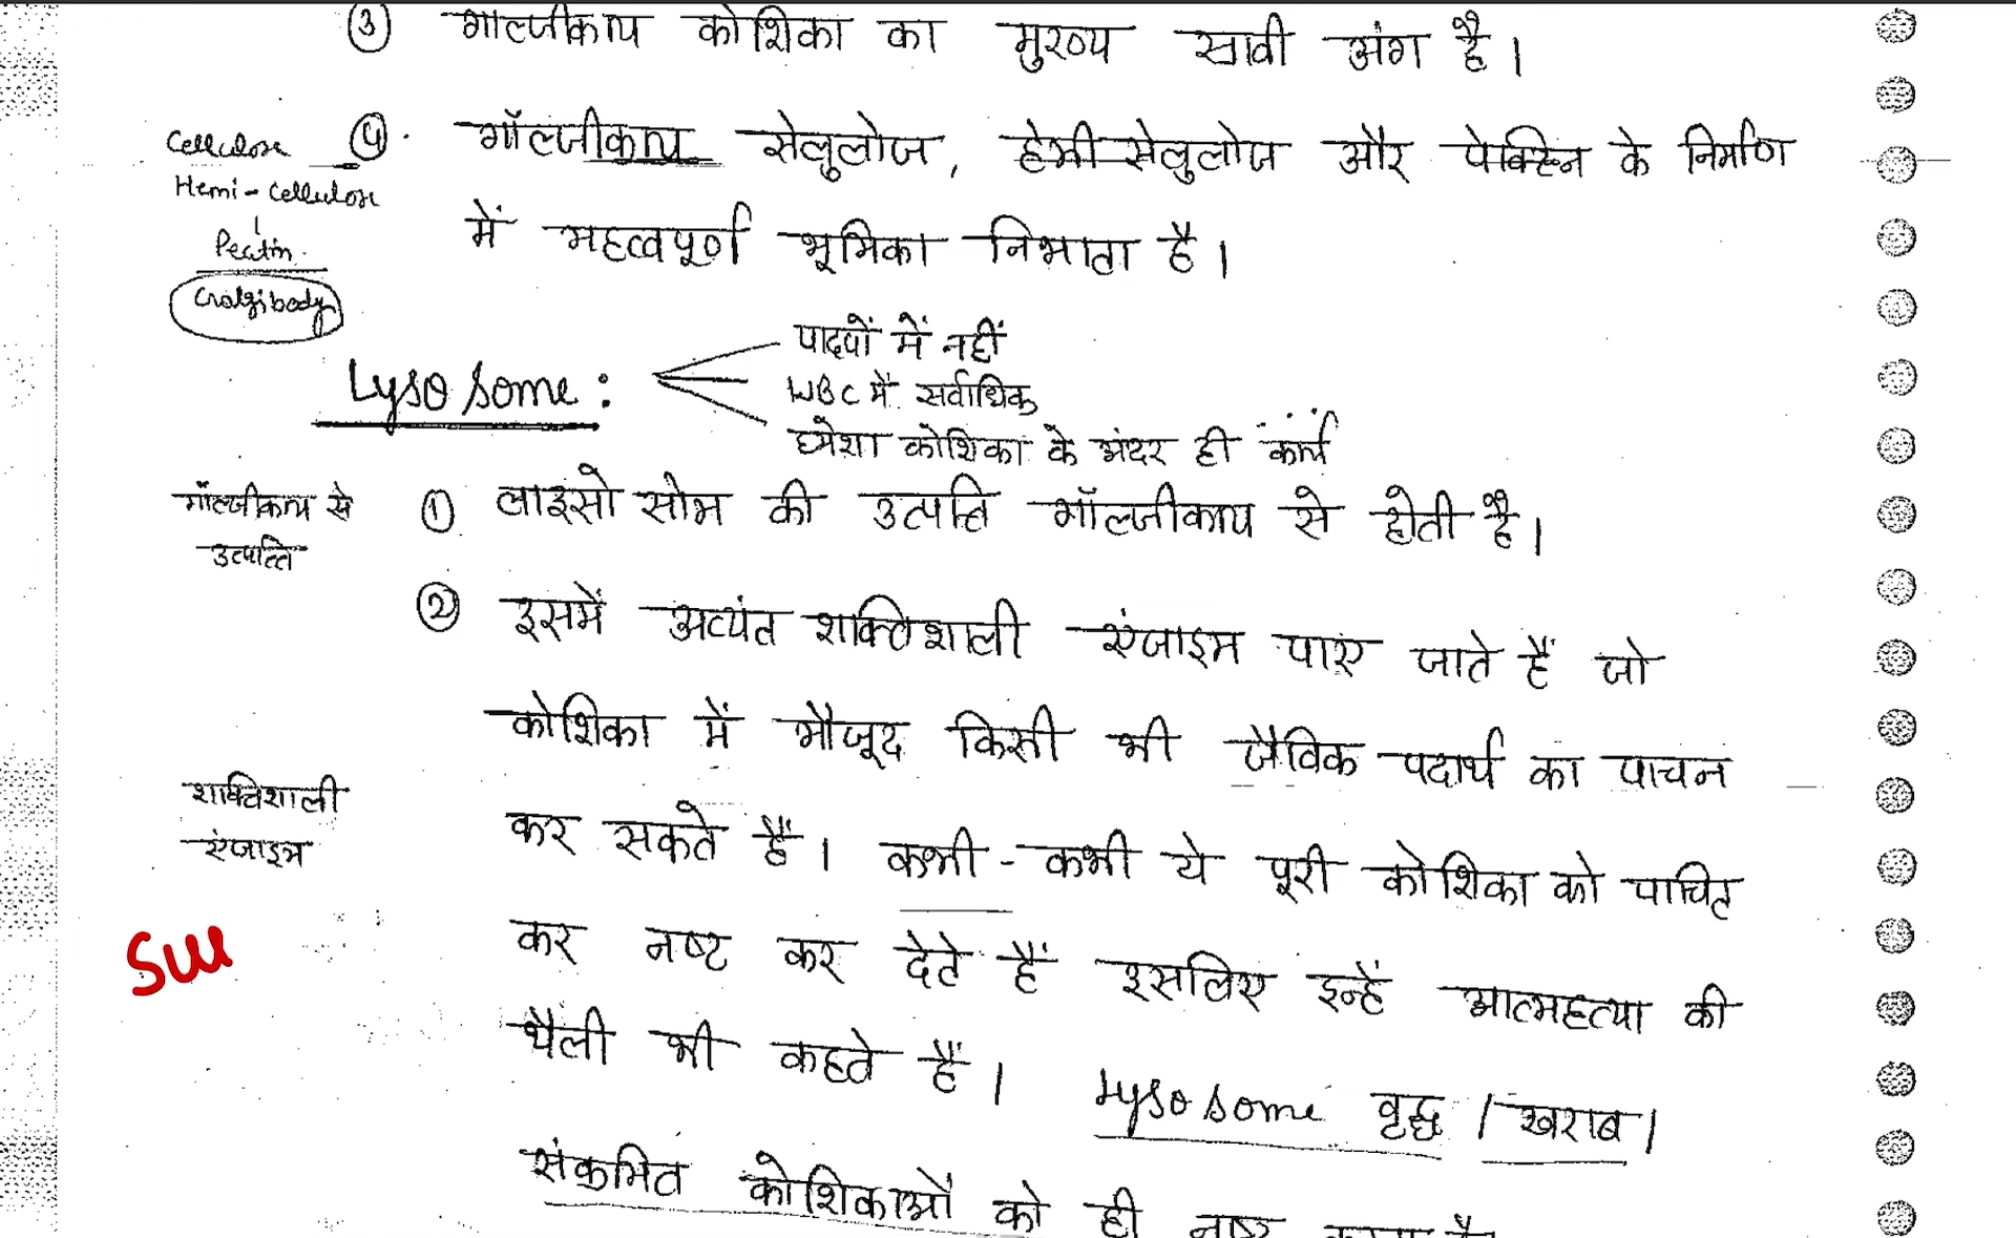 ③ गाल्जीकाय कोशिका का मुख्य स्रावी अंग है।
Cellulose
Hemi-cellulose
Pectin
Golgibody
④ गॉल्जीकाय सेलुलोज, हेमी सेलुलोज और पेक्टिन के निर्माण
में महत्वपूर्ण भूमिका निभाता है।
Lysosome:
पादपों में नहीं
WBC में सर्वाधिक
हमेशा कोशिका के अंदर ही कार्य
गॉल्जीकाय से
उत्पत्ति
① लाइसोसोम की उत्पत्ति गॉल्जीकाय से होती है।
② इसमें अत्यंत शक्तिशाली एंजाइम पाए जाते हैं जो
कोशिका में मौजूद किसी भी जैविक पदार्थ का पाचन
शक्तिशाली
एंजाइम
कर सकते हैं। कभी-कभी ये पूरी कोशिका को पाचित
कर नष्ट कर देते हैं इसलिए इन्हें आत्महत्या की
थैली भी कहते हैं। Lysosome वृद्ध / खराब /
संक्रमित कोशिकाओं को ही नष्ट